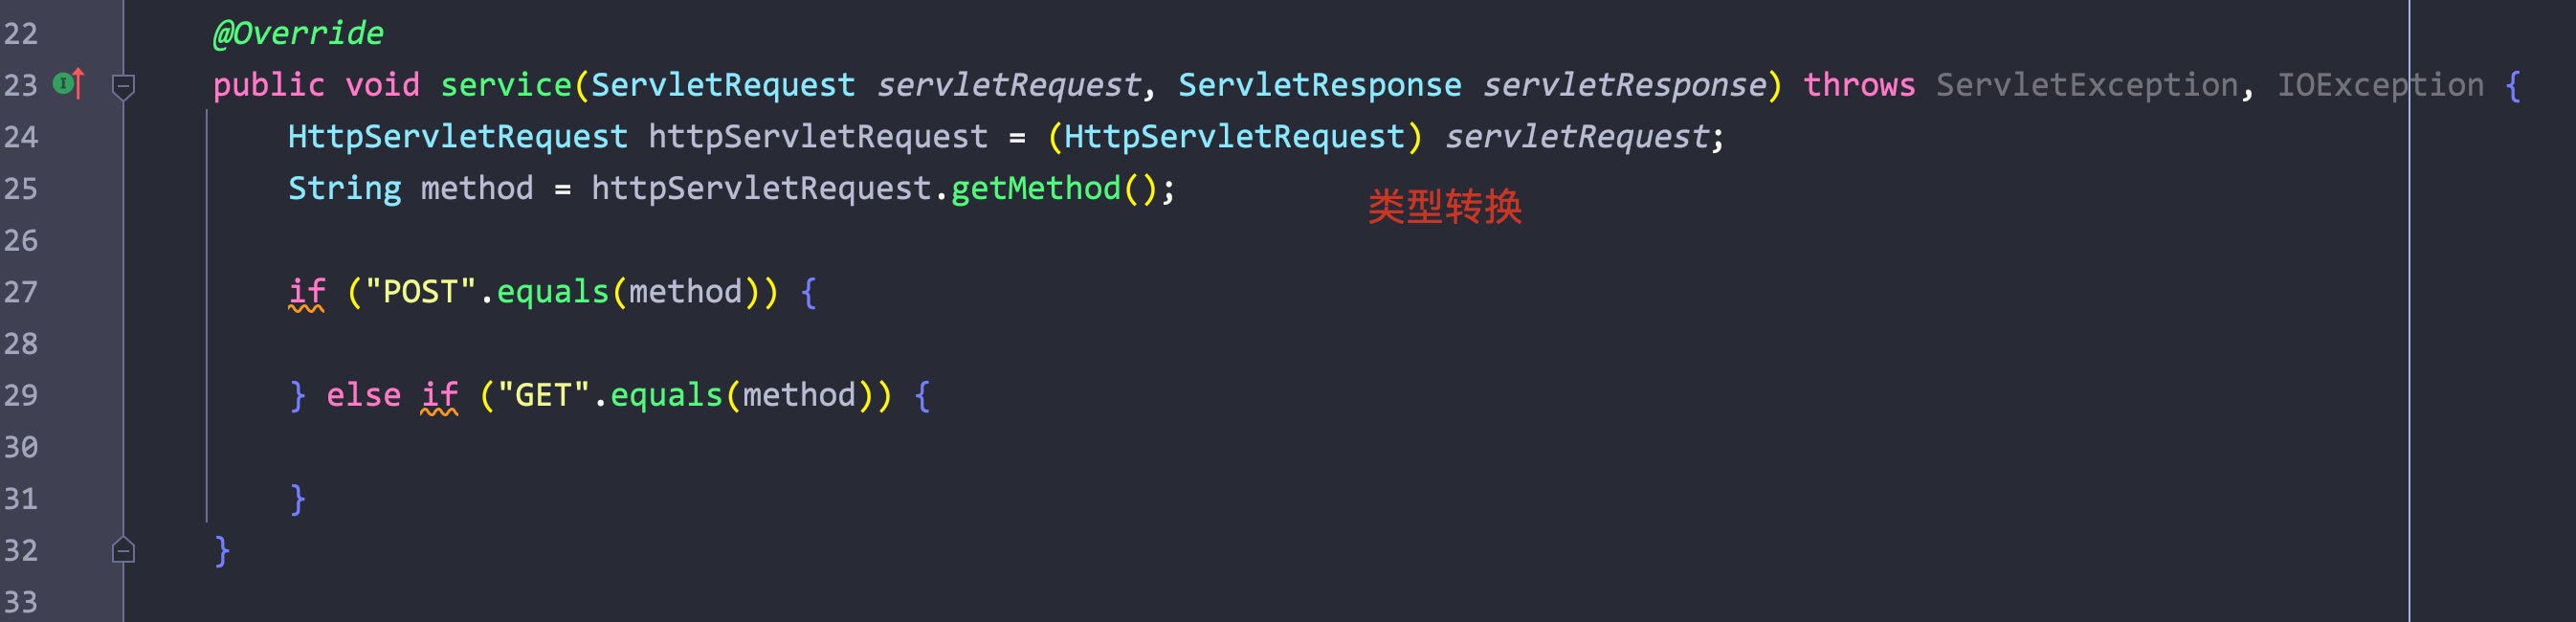 22 @Override
23 public void service(ServletRequest servletRequest, ServletResponse servletResponse) throws ServletException, IOException {
24 HttpServletRequest httpServletRequest = (HttpServletRequest) servletRequest;
25 String method = httpServletRequest.getMethod();
类型转换
26
27 if ("POST".equals(method)) {
28
29 } else if ("GET".equals(method)) {
30
31 }
32 }
33